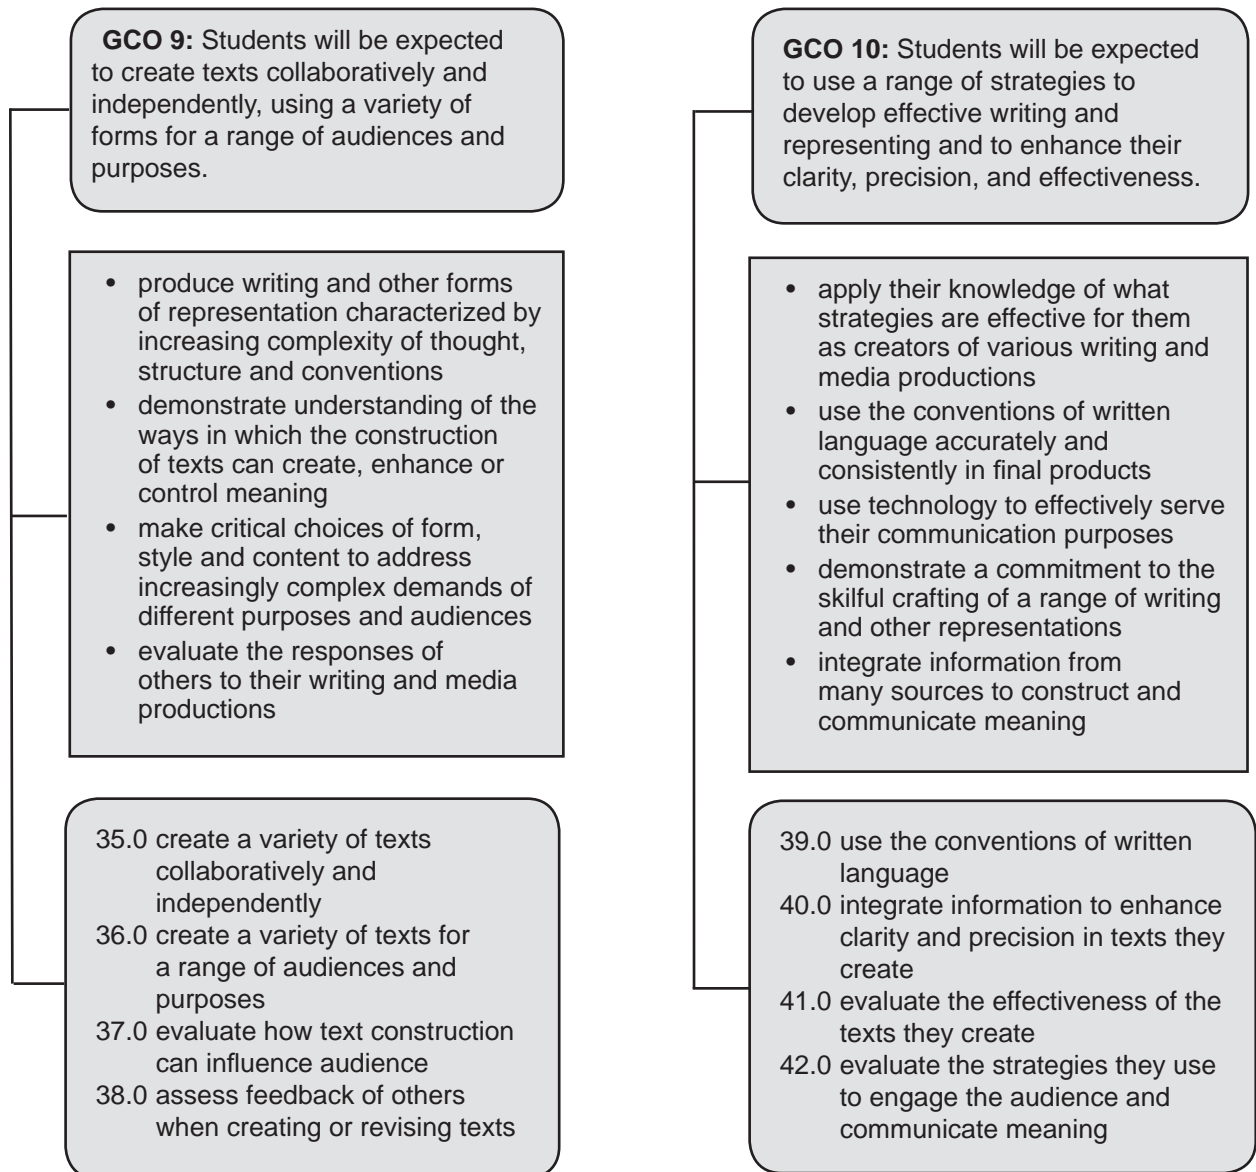 GCO 9: Students will be expected
to create texts collaboratively and
independently, using a variety of
forms for a range of audiences and
purposes.
• produce writing and other forms
of representation characterized by
increasing complexity of thought,
structure and conventions
• demonstrate understanding of the
ways in which the construction
of texts can create, enhance or
control meaning
• make critical choices of form,
style and content to address
increasingly complex demands of
different purposes and audiences
• evaluate the responses of
others to their writing and media
productions
35.0 create a variety of texts
collaboratively and
independently
36.0 create a variety of texts for
a range of audiences and
purposes
37.0 evaluate how text construction
can influence audience
38.0 assess feedback of others
when creating or revising texts
GCO 10: Students will be expected
to use a range of strategies to
develop effective writing and
representing and to enhance their
clarity, precision, and effectiveness.
• apply their knowledge of what
strategies are effective for them
as creators of various writing and
media productions
• use the conventions of written
language accurately and
consistently in final products
• use technology to effectively serve
their communication purposes
• demonstrate a commitment to the
skilful crafting of a range of writing
and other representations
• integrate information from
many sources to construct and
communicate meaning
39.0 use the conventions of written
language
40.0 integrate information to enhance
clarity and precision in texts they
create
41.0 evaluate the effectiveness of the
texts they create
42.0 evaluate the strategies they use
to engage the audience and
communicate meaning